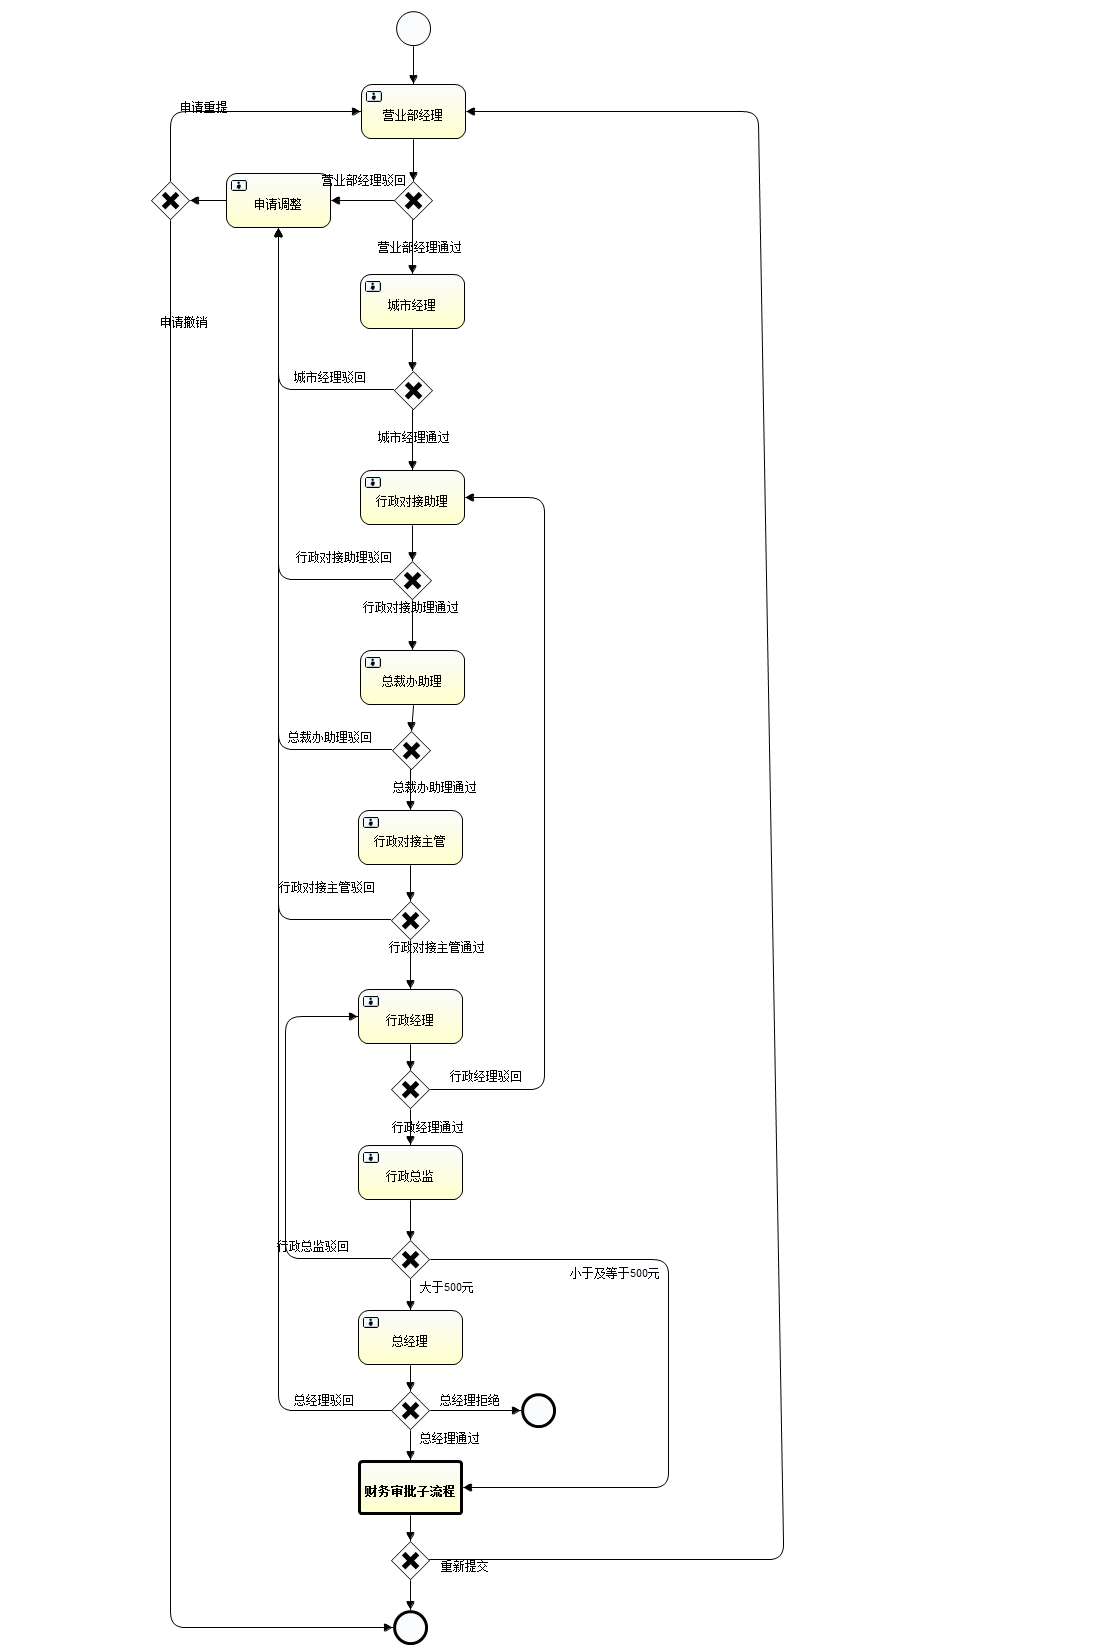 申请重提
营业部经理
营业部经理驳回
申请调整
营业部经理通过
城市经理
申请撤销
城市经理驳回
城市经理通过
行政对接助理
行政对接助理驳回
行政对接助理通过
总裁办助理
总裁办助理驳回
总裁办助理通过
行政对接主管
行政对接主管驳回
行政对接主管通过
行政经理
行政经理驳回
行政经理通过
行政总监
行政总监驳回
小于及等于500元
大于500元
总经理
总经理驳回
总经理拒绝
总经理通过
财务审批子流程
重新提交